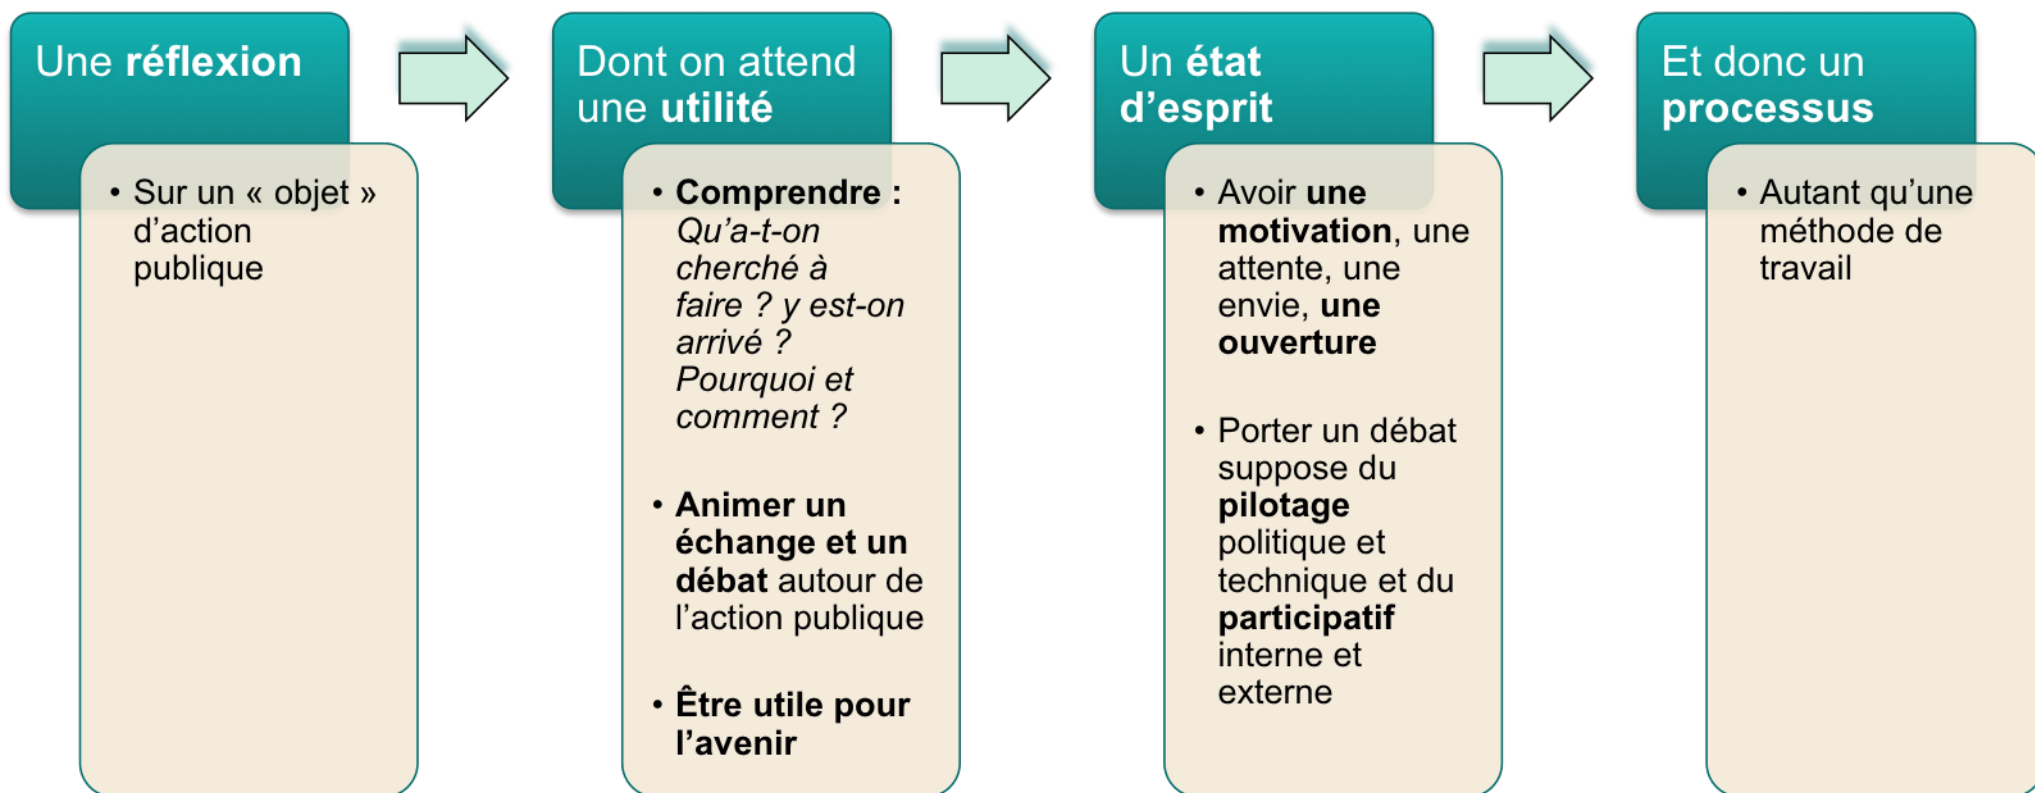 Une réflexion
• Sur un « objet »
d’action
publique
Dont on attend
une utilité
• Comprendre :
Qu’a-t-on
cherché à
faire ? y est-on
arrivé ?
Pourquoi et
comment ?
• Animer un
échange et un
débat autour de
l’action publique
• Être utile pour
l’avenir
Un état
d’esprit
• Avoir une
motivation, une
attente, une
envie, une
ouverture
• Porter un débat
suppose du
pilotage
politique et
technique et du
participatif
interne et
externe
Et donc un
processus
• Autant qu’une
méthode de
travail